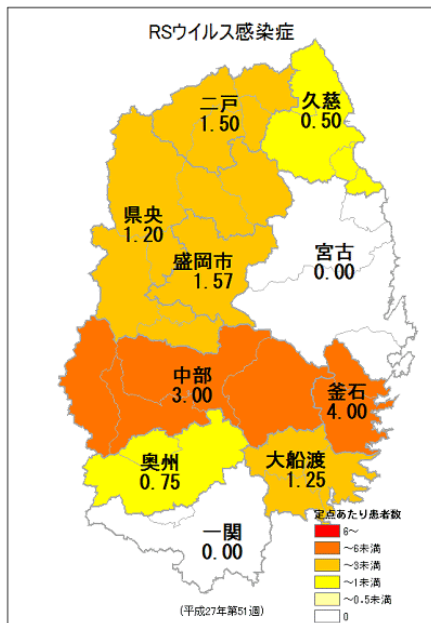 RSウイルス感染症
久慈
0.50
二戸
1.50
県央
1.20
宮古
0.00
盛岡市
1.57
中部
3.00
釜石
4.00
奥州
0.75
大船渡
1.25
一関
0.00
定点あたり患者数
6～
～6未満
～3未満
～1未満
～0.5未満
0
(平成27年第51週)